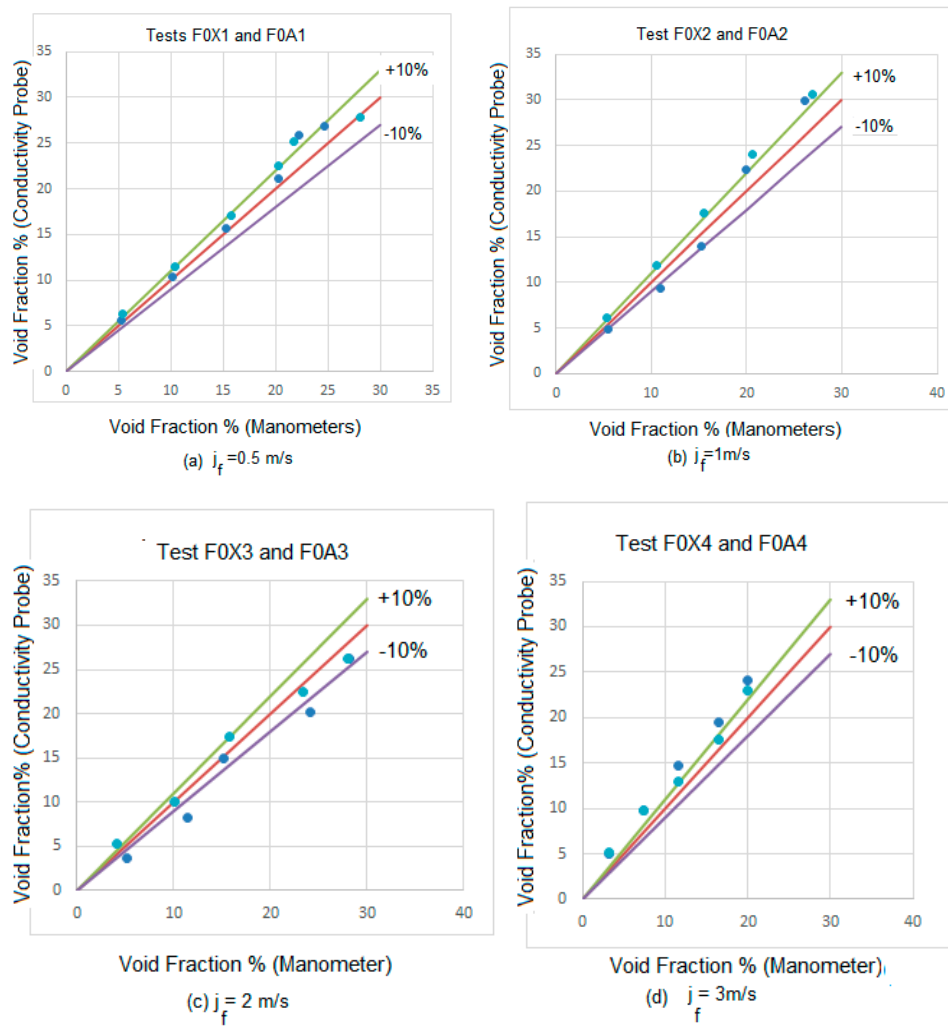 Tests F0X1 and F0A1
35
30
25
20
15
10
5
0
0 5 10 15 20 25 30 35
+10%
-10%
Void Fraction % (Conductivity Probe)
Void Fraction % (Manometers)
(a) j_f =0.5 m/s
Test F0X2 and F0A2
35
30
25
20
15
10
5
0
0 10 20 30 40
+10%
-10%
Void Fraction % (Conductivity Probe)
Void Fraction % (Manometers)
(b) j_f =1m/s
Test F0X3 and F0A3
35
30
25
20
15
10
5
0
0 10 20 30 40
+10%
-10%
Void Fraction% (Conductivity Probe)
Void Fraction % (Manometer)
(c) j_f = 2 m/s
Test F0X4 and F0A4
35
30
25
20
15
10
5
0
0 10 20 30 40
+10%
-10%
Void Fraction% (Conductivity Probe)
Void Fraction % (Manometer)
(d) j_f = 3m/s